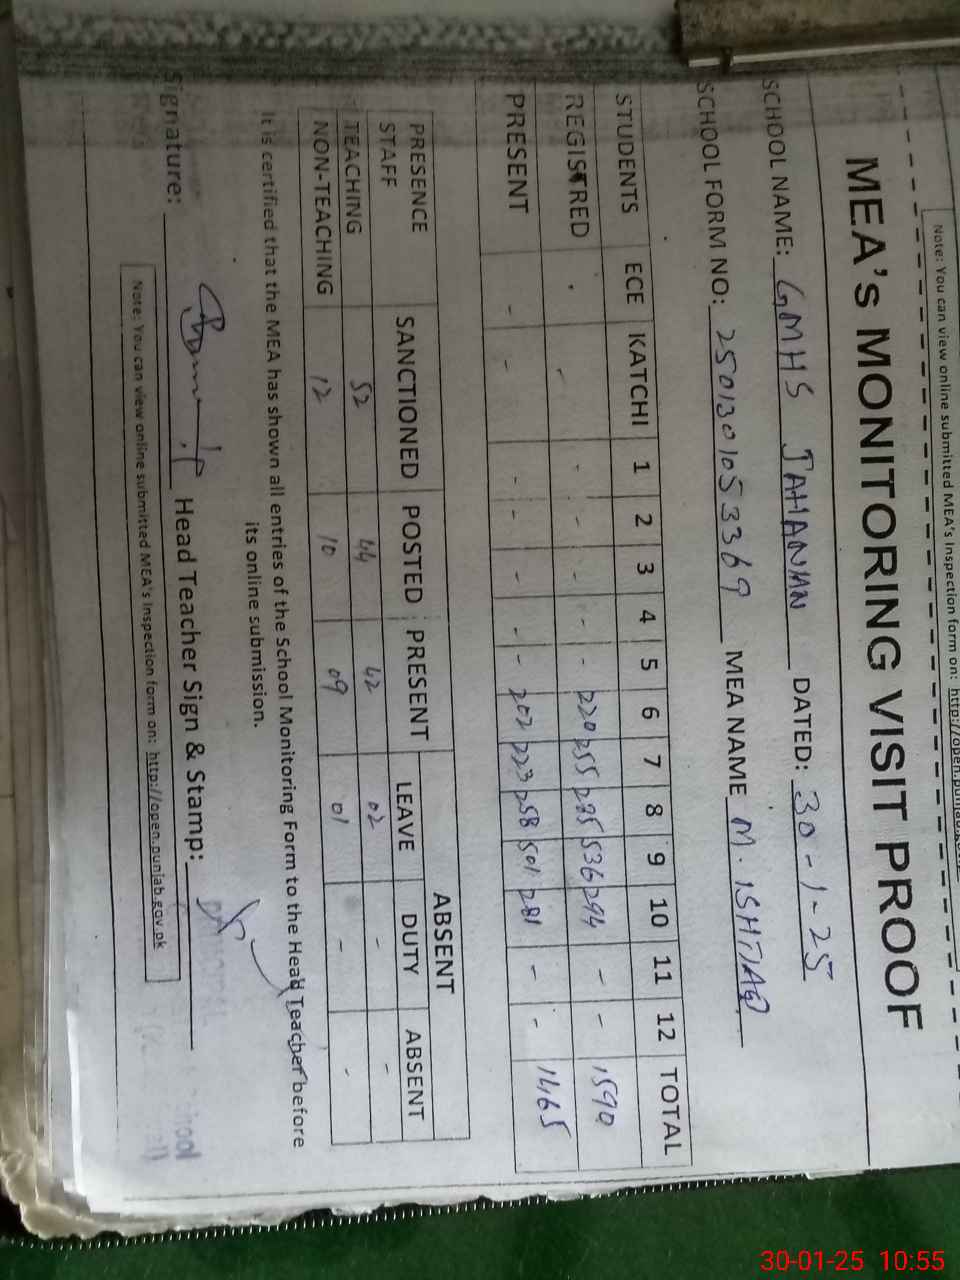 Note: You can view online submitted MEA's Inspection form on: http://open.punjab.gov.
MEA's MONITORING VISIT PROOF
SCHOOL NAME: GMHS JAHANIAN DATED: 30-1-25
SCHOOL FORM NO: 2501301053369 MEA NAME M. ISHTIAQ
STUDENTS ECE KATCHI 1 2 3 4 5 6 7 8 9 10 11 12 TOTAL
REGISTRED - - - - - - 220 255 285 536 294 - - 1590
PRESENT - - - - - - - 202 223 258 501 281 - - 1465
PRESENCE SANCTIONED POSTED PRESENT ABSENT
STAFF LEAVE DUTY ABSENT
TEACHING 52 44 42 02 - -
NON-TEACHING 12 10 09 01 - -
It is certified that the MEA has shown all entries of the School Monitoring Form to the Head Teacher before
its online submission.
Signature: Head Teacher Sign & Stamp:
Note: You can view online submitted MEA's Inspection form on: http://open.punjab.gov.pk
30-01-25 10:55